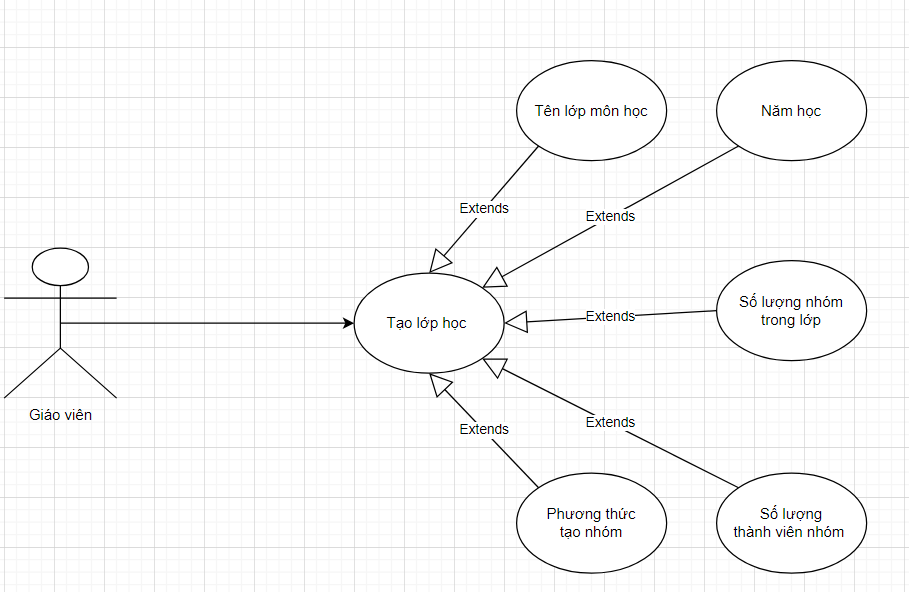 Tên lớp môn học
Năm học
Extends
Extends
Số lượng nhóm
trong lớp
Extends
Tạo lớp học
Giáo viên
Extends
Extends
Phương thức
tạo nhóm
Số lượng
thành viên nhóm